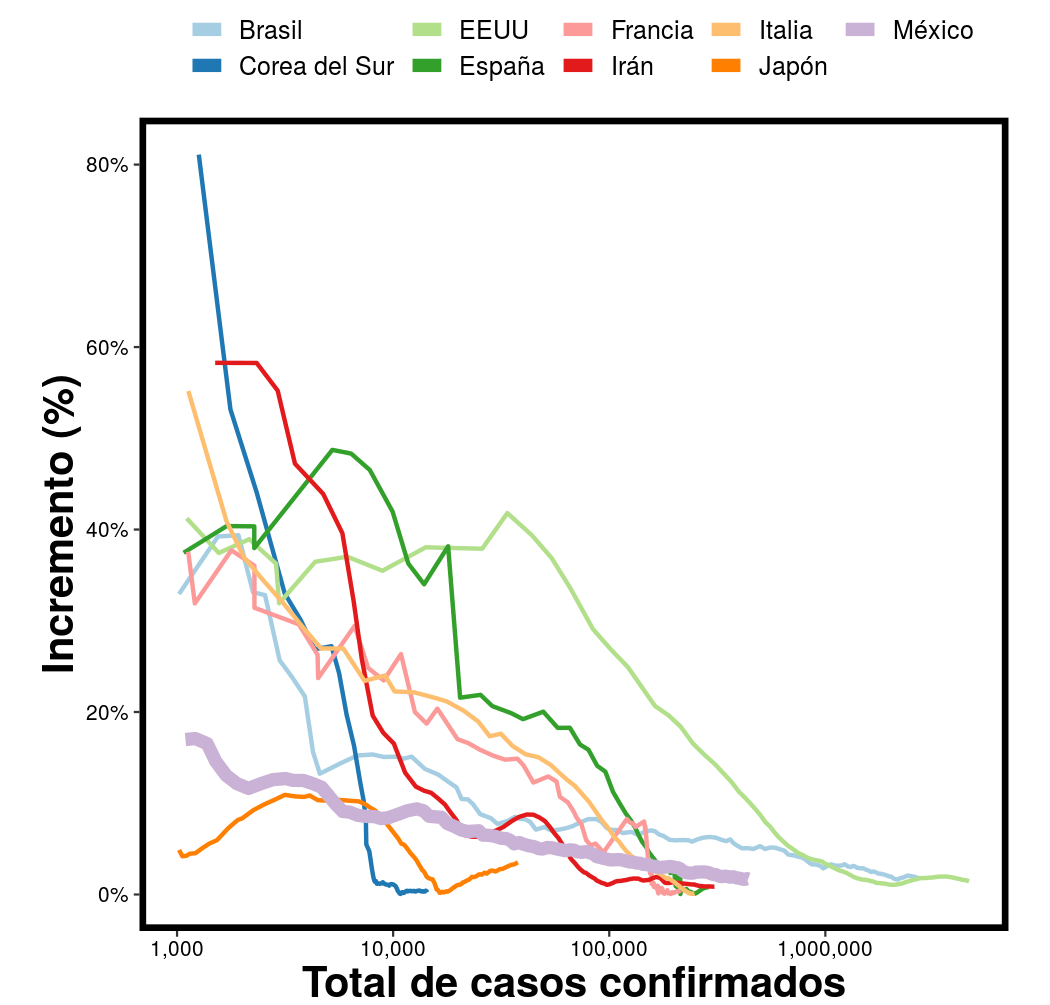 Brasil EEUU Francia Italia México
Corea del Sur España Irán Japón
80%
60%
40%
20%
0%
Incremento (%)
1,000 10,000 100,000 1,000,000
Total de casos confirmados